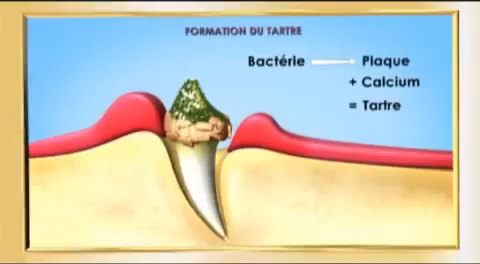 FORMATION DU TARTRE
Bactérie Plaque
+ Calcium
= Tartre